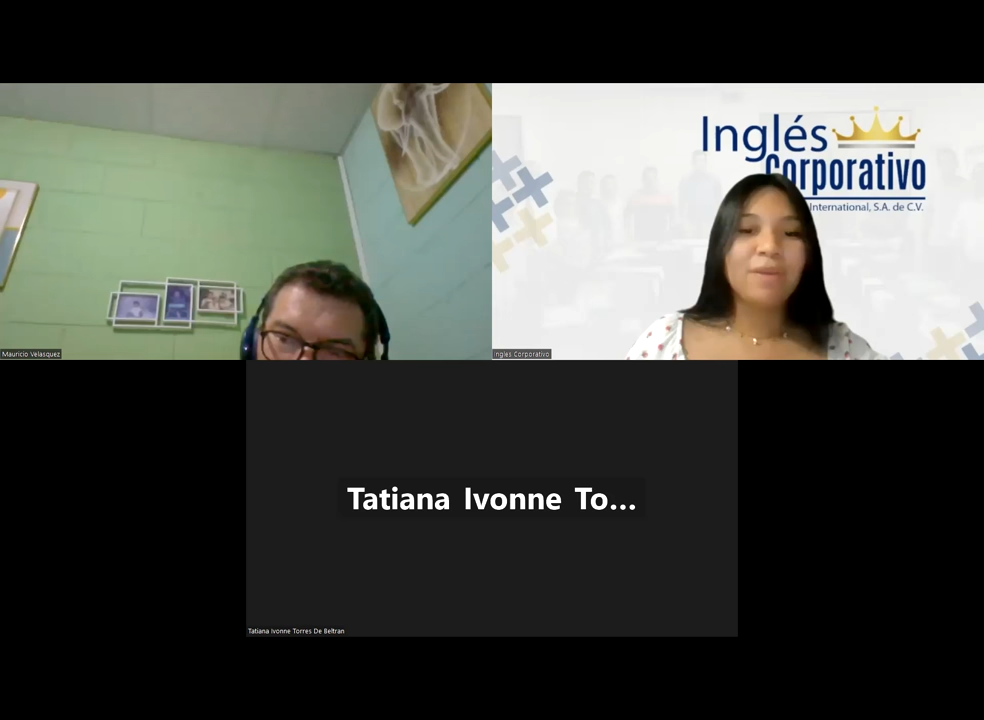 Inglés
Corporativo
International, S.A. de C.V.
Mauricio Velasquez
Ingles Corporativo
Tatiana Ivonne To...
Tatiana Ivonne Torres De Beltran